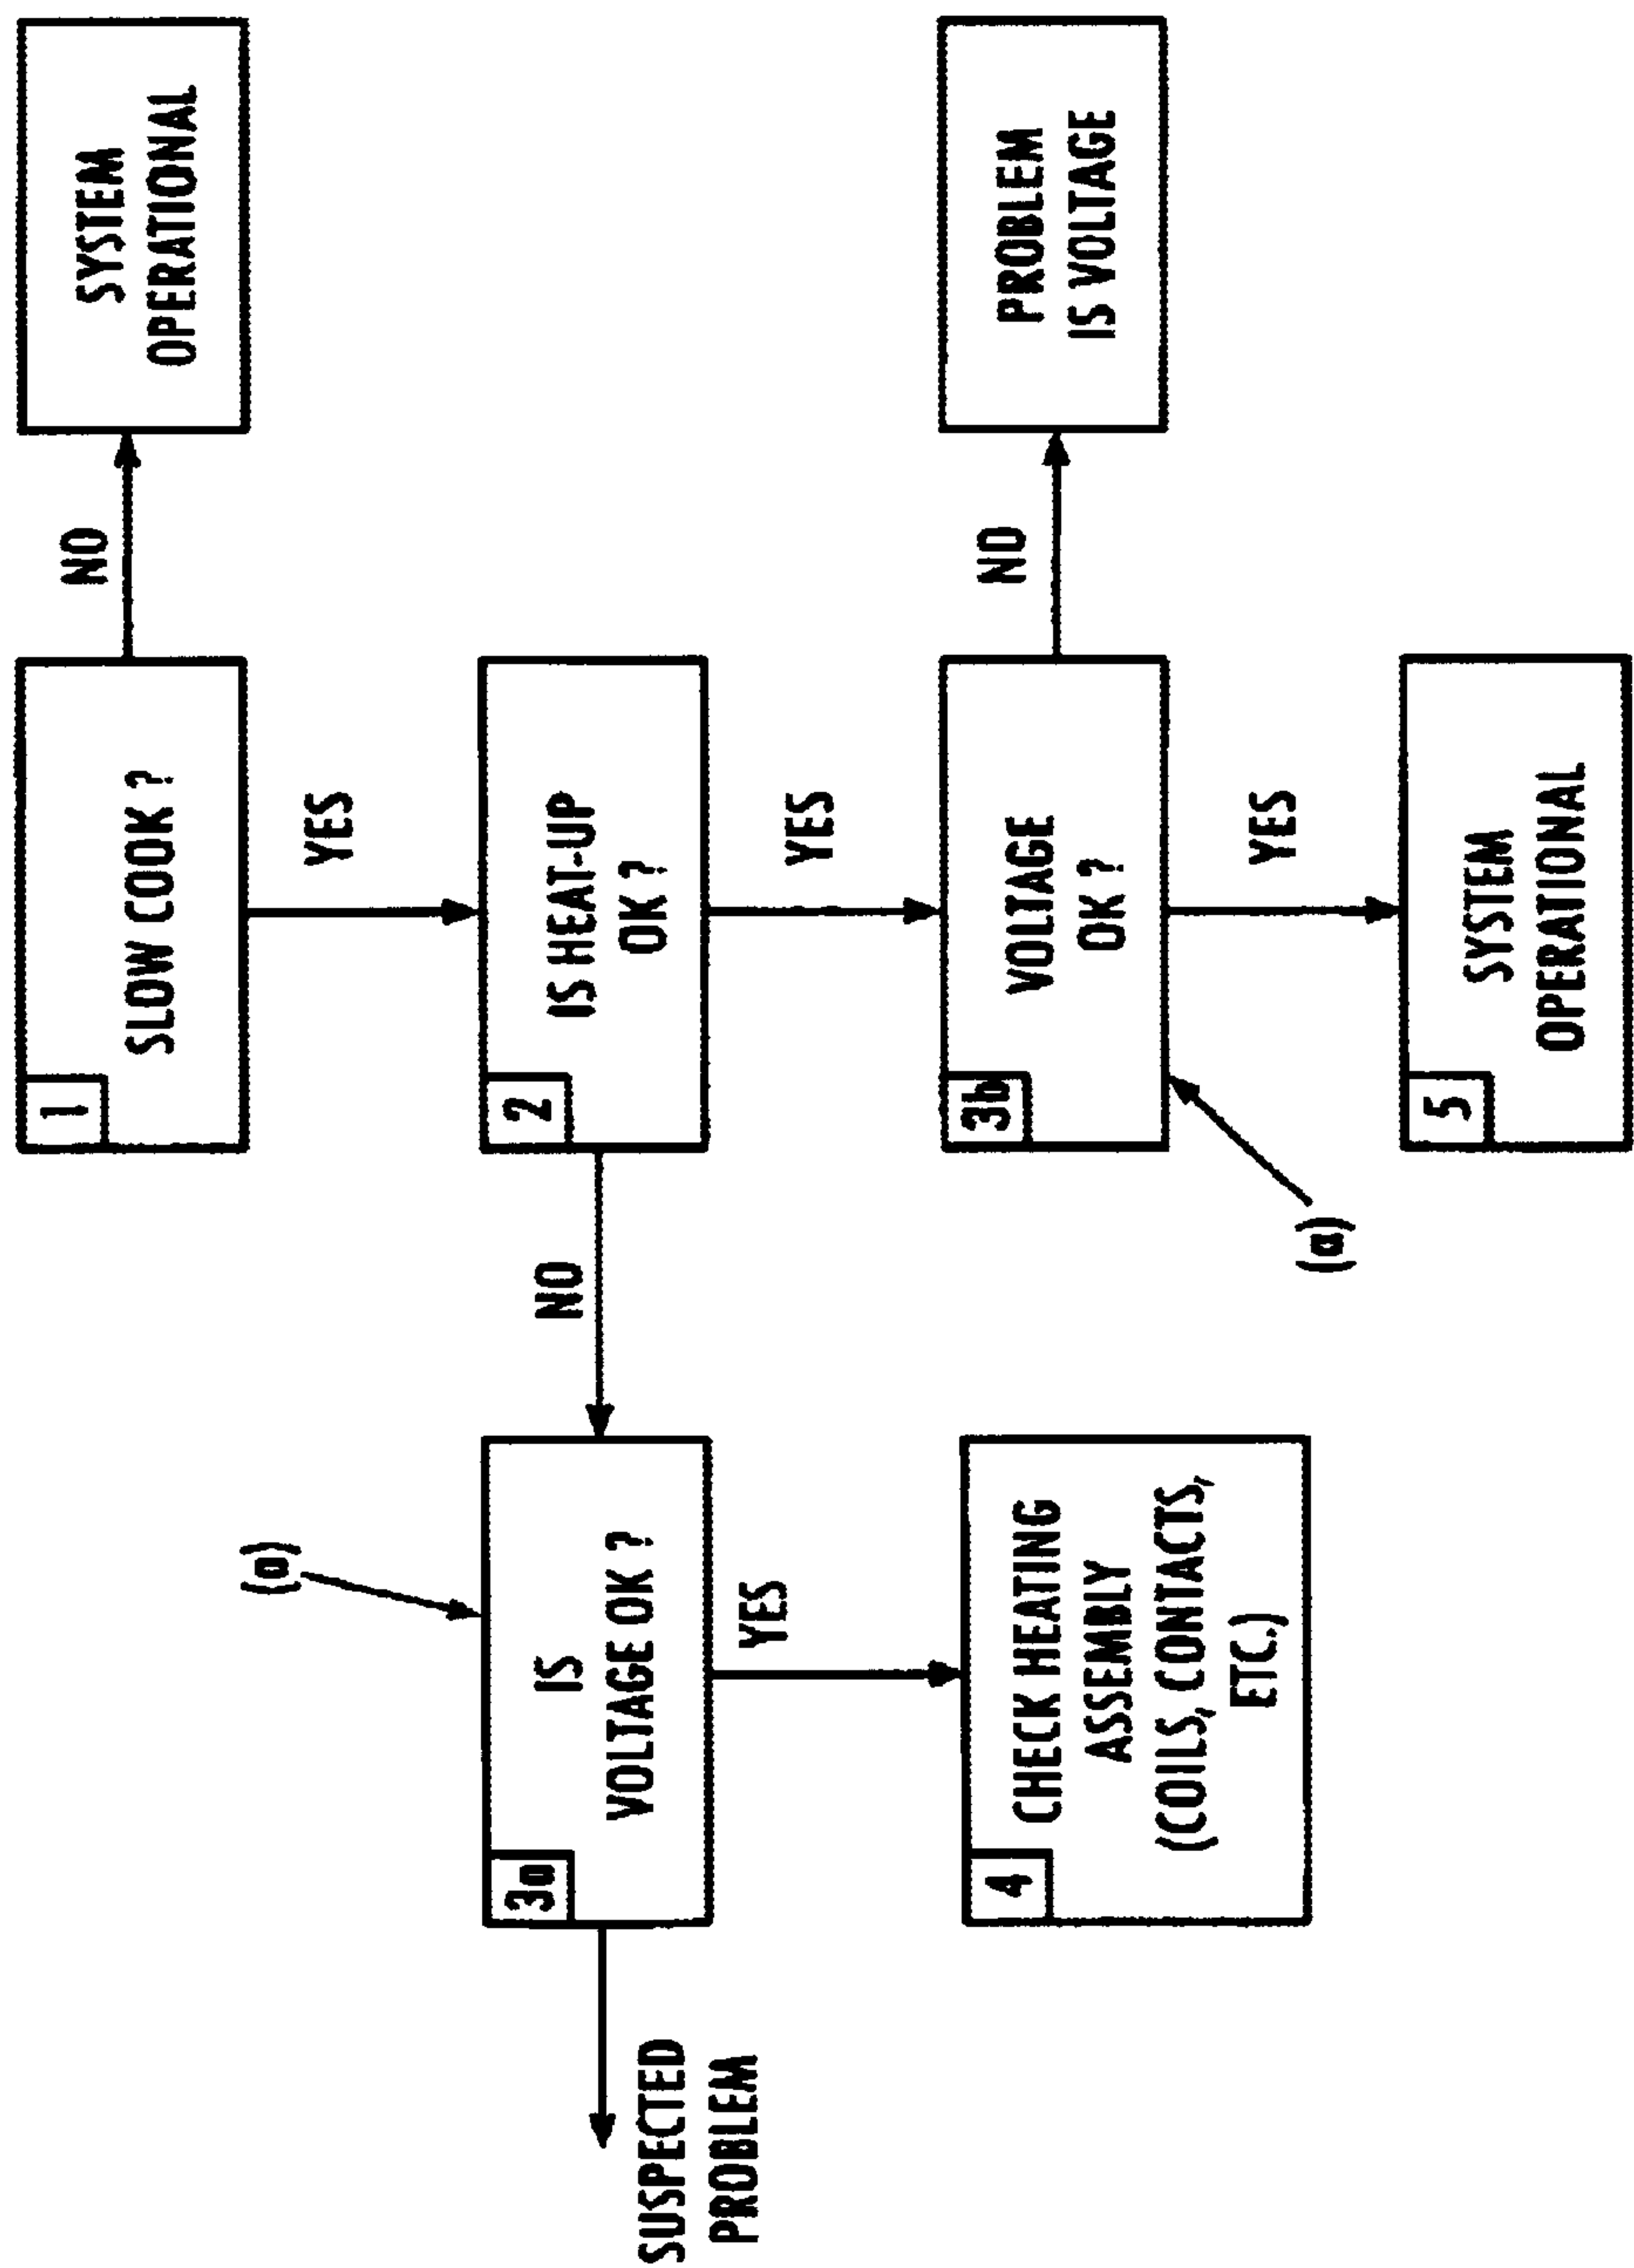 1
SLOW COOK ?
NO
SYSTEM
OPERATIONAL
YES
2
IS HEAT-UP
OK ?
NO
(a)
3a
IS
VOLTAGE OK ?
SUSPECTED
PROBLEM
YES
4
CHECK HEATING
ASSEMBLY
(COILS, CONTACTS,
ETC.)
YES
3b
VOLTAGE
OK ?
(a)
NO
PROBLEM
IS VOLTAGE
YES
5
SYSTEM
OPERATIONAL